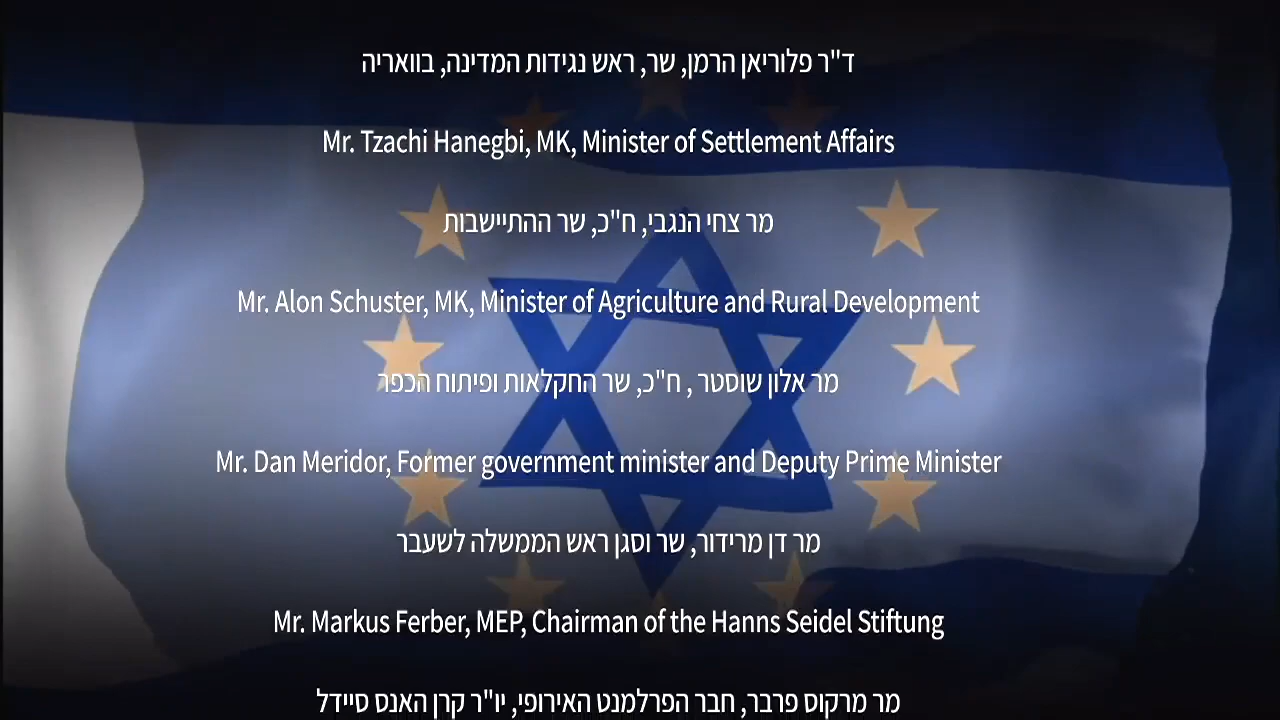 ד"ר פלוריאן הרמן, שר, ראש נגידות המדינה, בוואריה
Mr. Tzachi Hanegbi, MK, Minister of Settlement Affairs
מר צחי הנגבי, ח"כ, שר ההתיישבות
Mr. Alon Schuster, MK, Minister of Agriculture and Rural Development
מר אלון שוסטר , ח"כ, שר החקלאות ופיתוח הכפר
Mr. Dan Meridor, Former government minister and Deputy Prime Minister
מר דן מרידור, שר וסגן ראש הממשלה לשעבר
Mr. Markus Ferber, MEP, Chairman of the Hanns Seidel Stiftung
מר מרקוס פרבר, חבר הפרלמנט האירופי, יו"ר קרן האנס סיידל